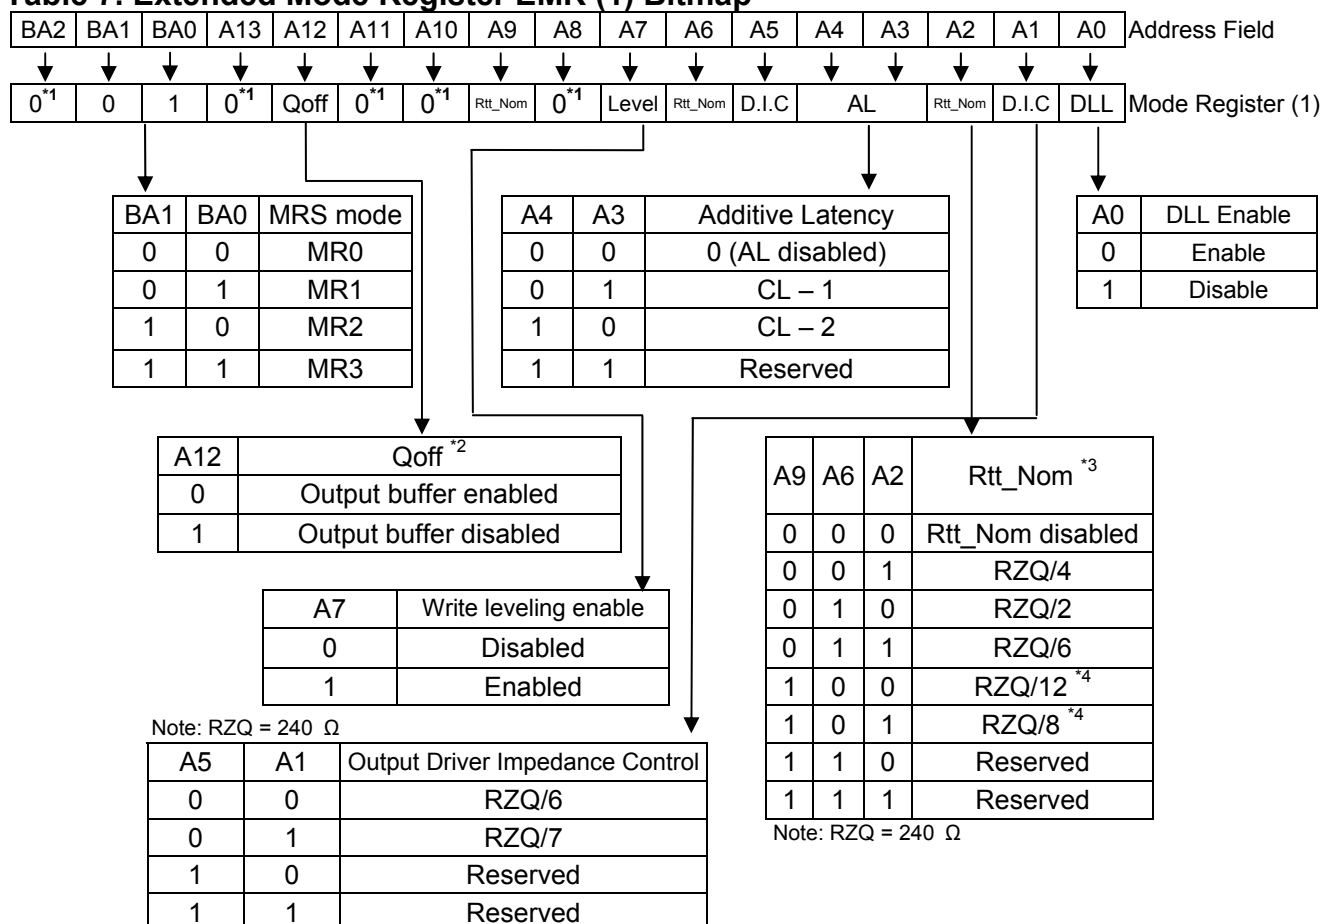 Table 7. Extended Mode Register EMR (1) Bitmap
BA2 BA1 BA0 A13 A12 A11 A10 A9 A8 A7 A6 A5 A4 A3 A2 A1 A0 Address Field
0*1 0 1 0*1 Qoff 0*1 0*1 Rtt_Nom 0*1 Level Rtt_Nom D.I.C AL Rtt_Nom D.I.C DLL Mode Register (1)
BA1 BA0 MRS mode
0 0 MR0
0 1 MR1
1 0 MR2
1 1 MR3
A4 A3 Additive Latency
0 0 0 (AL disabled)
0 1 CL – 1
1 0 CL – 2
1 1 Reserved
A0 DLL Enable
0 Enable
1 Disable
A12 Qoff *2
0 Output buffer enabled
1 Output buffer disabled
A7 Write leveling enable
0 Disabled
1 Enabled
Note: RZQ = 240 Ω
A5 A1 Output Driver Impedance Control
0 0 RZQ/6
0 1 RZQ/7
1 0 Reserved
1 1 Reserved
A9 A6 A2 Rtt_Nom *3
0 0 0 Rtt_Nom disabled
0 0 1 RZQ/4
0 1 0 RZQ/2
0 1 1 RZQ/6
1 0 0 RZQ/12 *4
1 0 1 RZQ/8 *4
1 1 0 Reserved
1 1 1 Reserved
Note: RZQ = 240 Ω